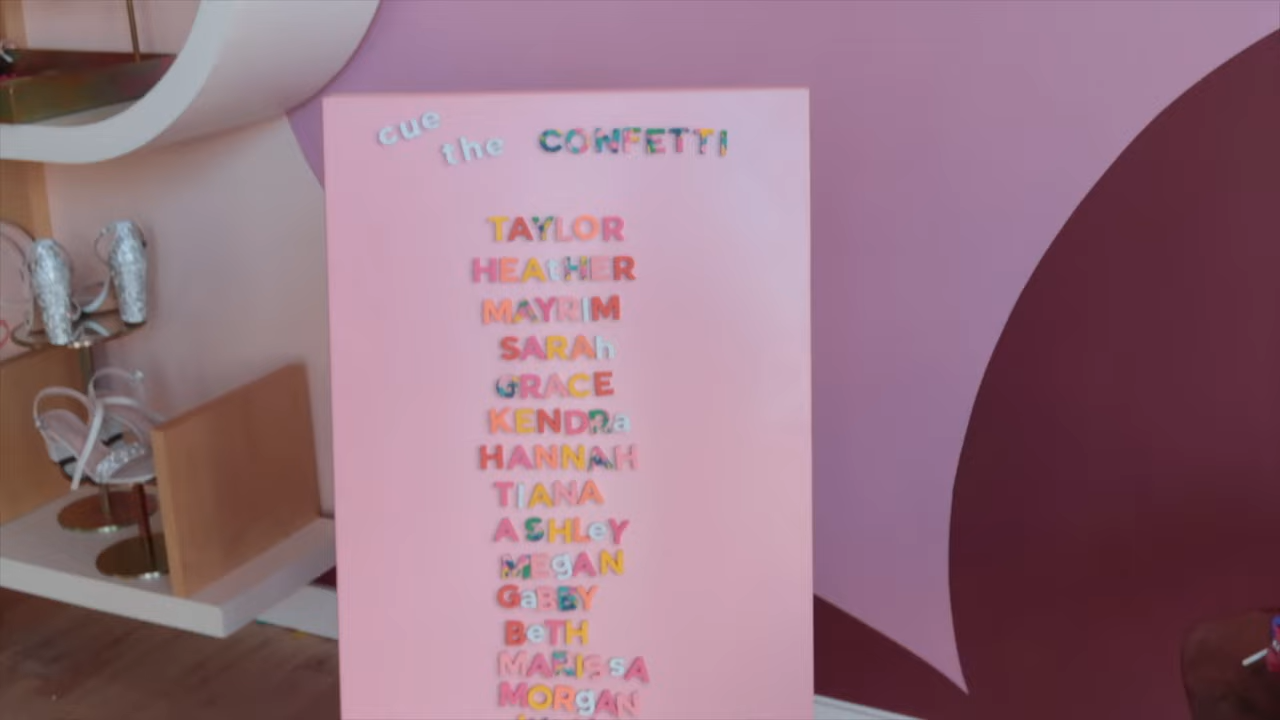 cue the CONFETTI
TAYLOR
HEAtHER
MAYRIM
SARAh
GRACE
KENDRa
HANNAH
TIANA
ASHLeY
MEgAN
GaBBY
BeTH
MARISsA
MORgAN